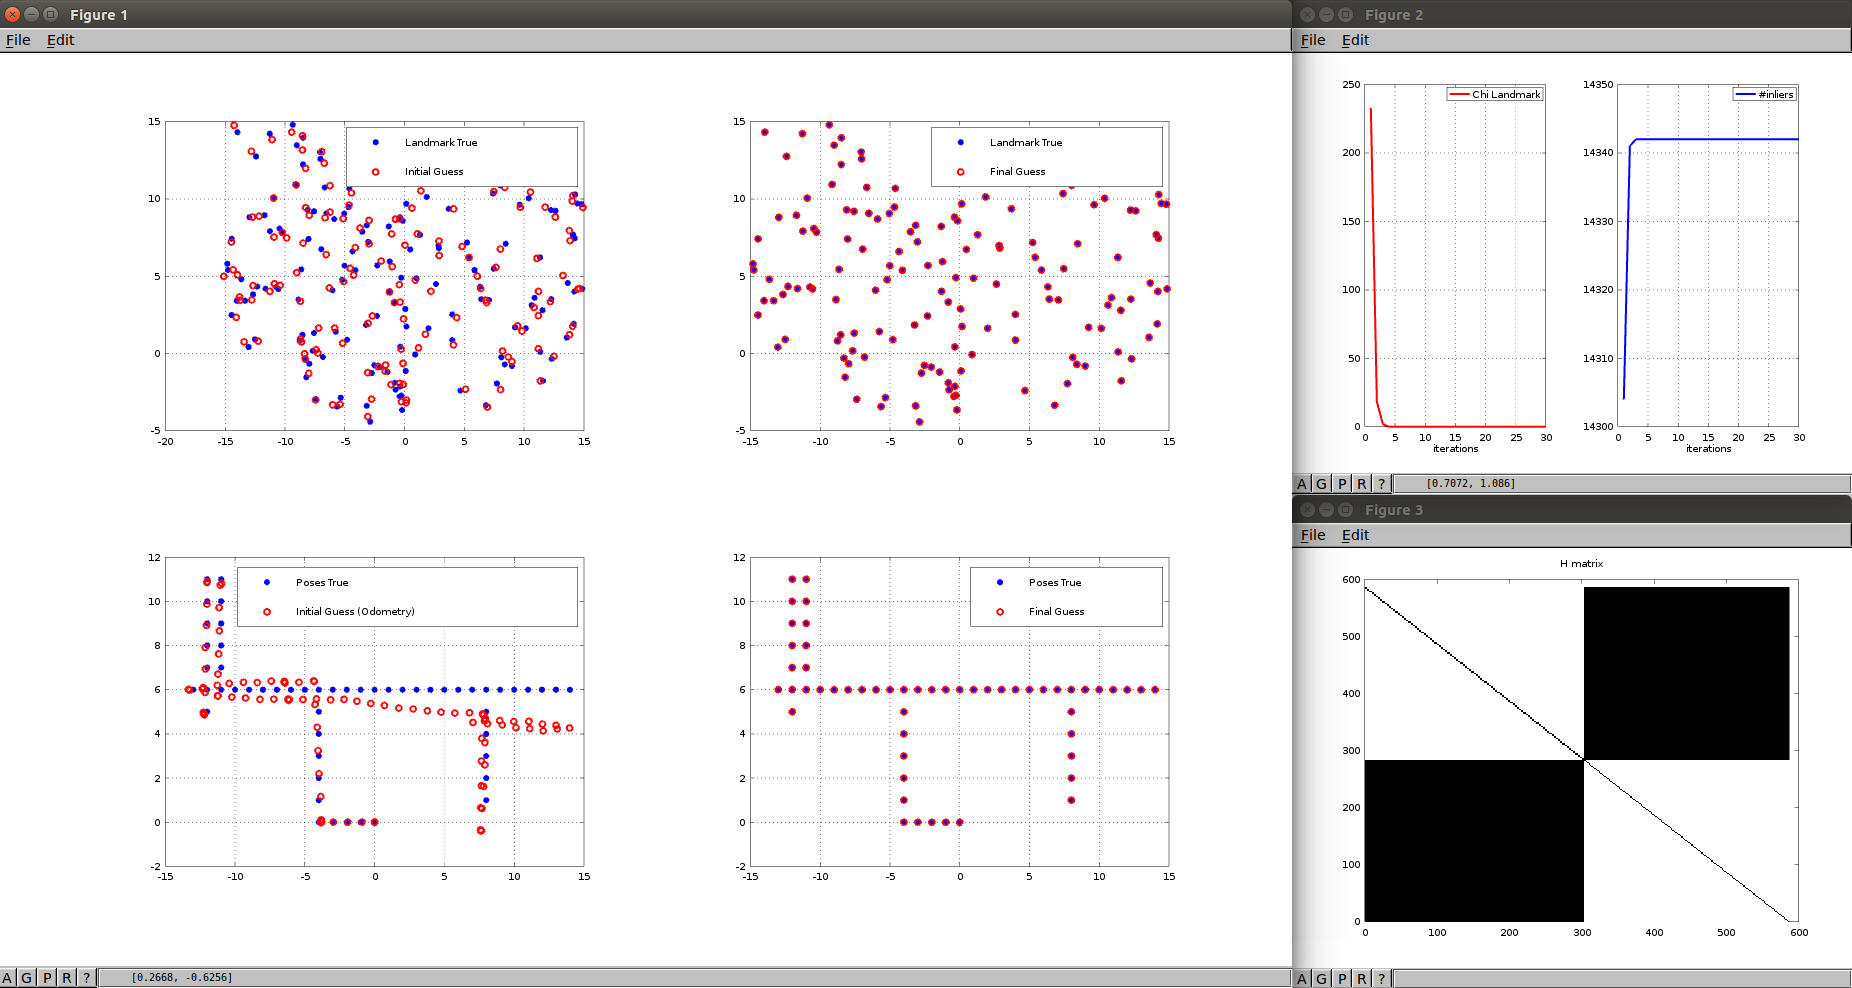 Figure 1
File Edit
15
10
5
0
-5
-20 -15 -10 -5 0 5 10 15
Landmark True
Initial Guess
15
10
5
0
-5
-15 -10 -5 0 5 10 15
Landmark True
Final Guess
12
10
8
6
4
2
0
-2
-15 -10 -5 0 5 10 15
Poses True
Initial Guess (Odometry)
12
10
8
6
4
2
0
-2
-15 -10 -5 0 5 10 15
Poses True
Final Guess
A G P R ? [0.2668, -0.6256]
Figure 2
File Edit
250
200
150
100
50
0
0 5 10 15 20 25 30
iterations
Chi Landmark
14350
14340
14330
14320
14310
14300
0 5 10 15 20 25 30
iterations
#inliers
A G P R ? [0.7072, 1.086]
Figure 3
File Edit
H matrix
600
500
400
300
200
100
0
0 100 200 300 400 500 600
A G P R ?